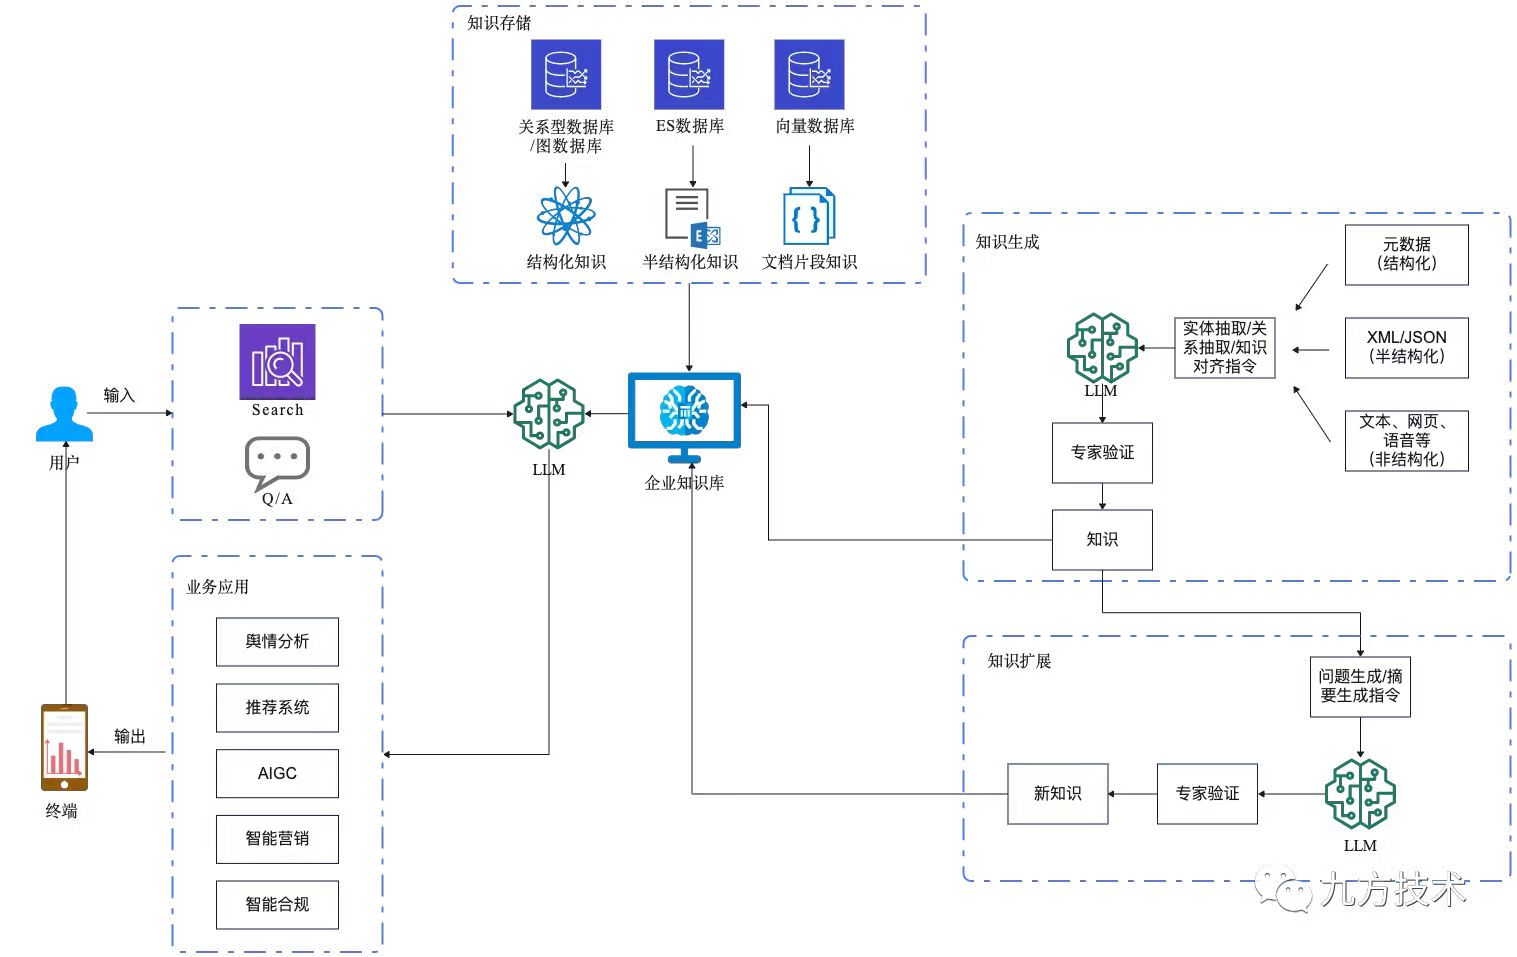 知识存储
关系型数据库
/图数据库
ES数据库
向量数据库
结构化知识
半结构化知识
文档片段知识
知识生成
元数据
(结构化)
XML/JSON
(半结构化)
文本、网页、
语音等
(非结构化)
实体抽取/关
系抽取/知识
对齐指令
LLM
专家验证
知识
用户
输入
Search
Q/A
LLM
企业知识库
业务应用
舆情分析
推荐系统
AIGC
智能营销
智能合规
输出
终端
知识扩展
问题生成/摘
要生成指令
LLM
专家验证
新知识
九方技术